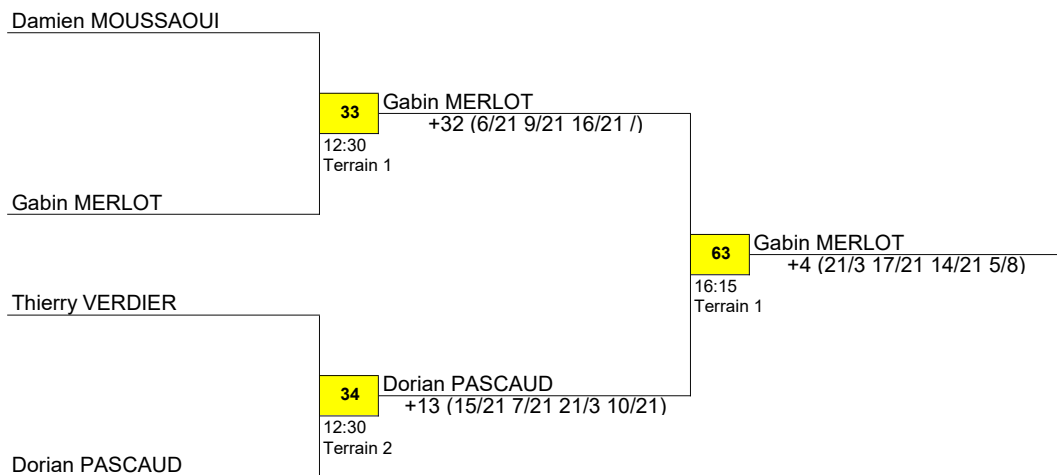 Damien MOUSSAOUI
33
Gabin MERLOT
+32 (6/21 9/21 16/21 /)
12:30
Terrain 1
Gabin MERLOT
63
Gabin MERLOT
+4 (21/3 17/21 14/21 5/8)
16:15
Terrain 1
Thierry VERDIER
34
Dorian PASCAUD
+13 (15/21 7/21 21/3 10/21)
12:30
Terrain 2
Dorian PASCAUD